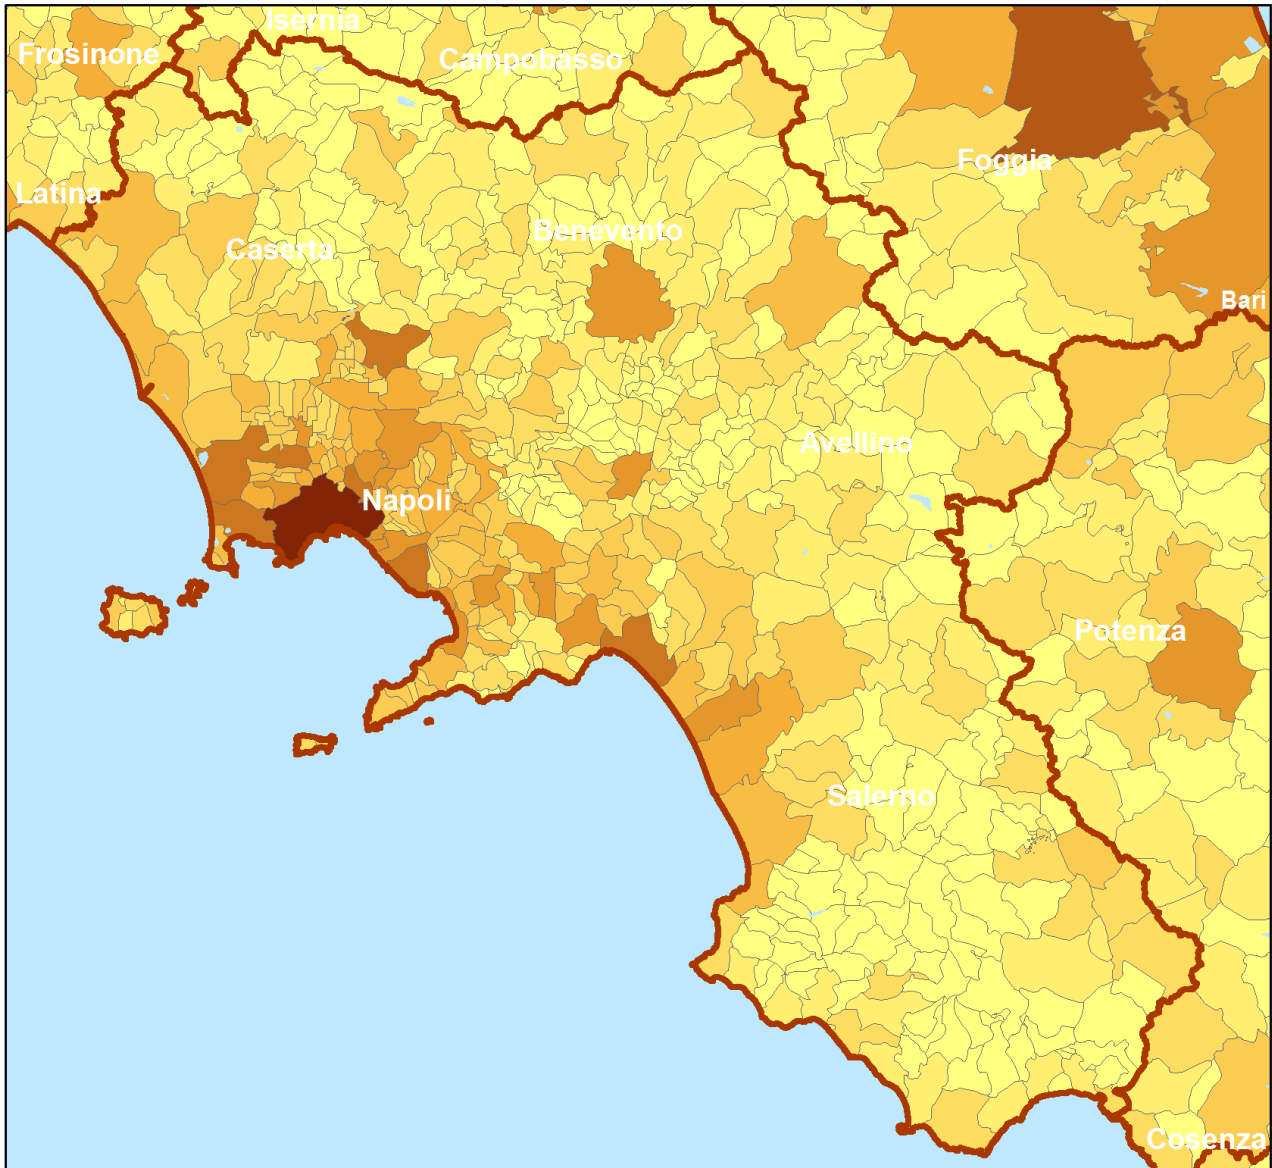 Isernia
Frosinone
Campobasso
Foggia
Latina
Benevento
Caserta
Bari
Avellino
Napoli
Potenza
Salerno
Cosenza